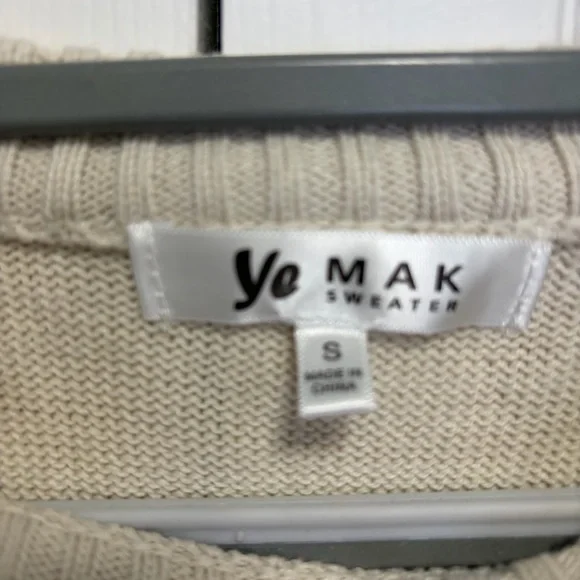 Ye MAK
SWEATER
S
MADE IN
CHINA